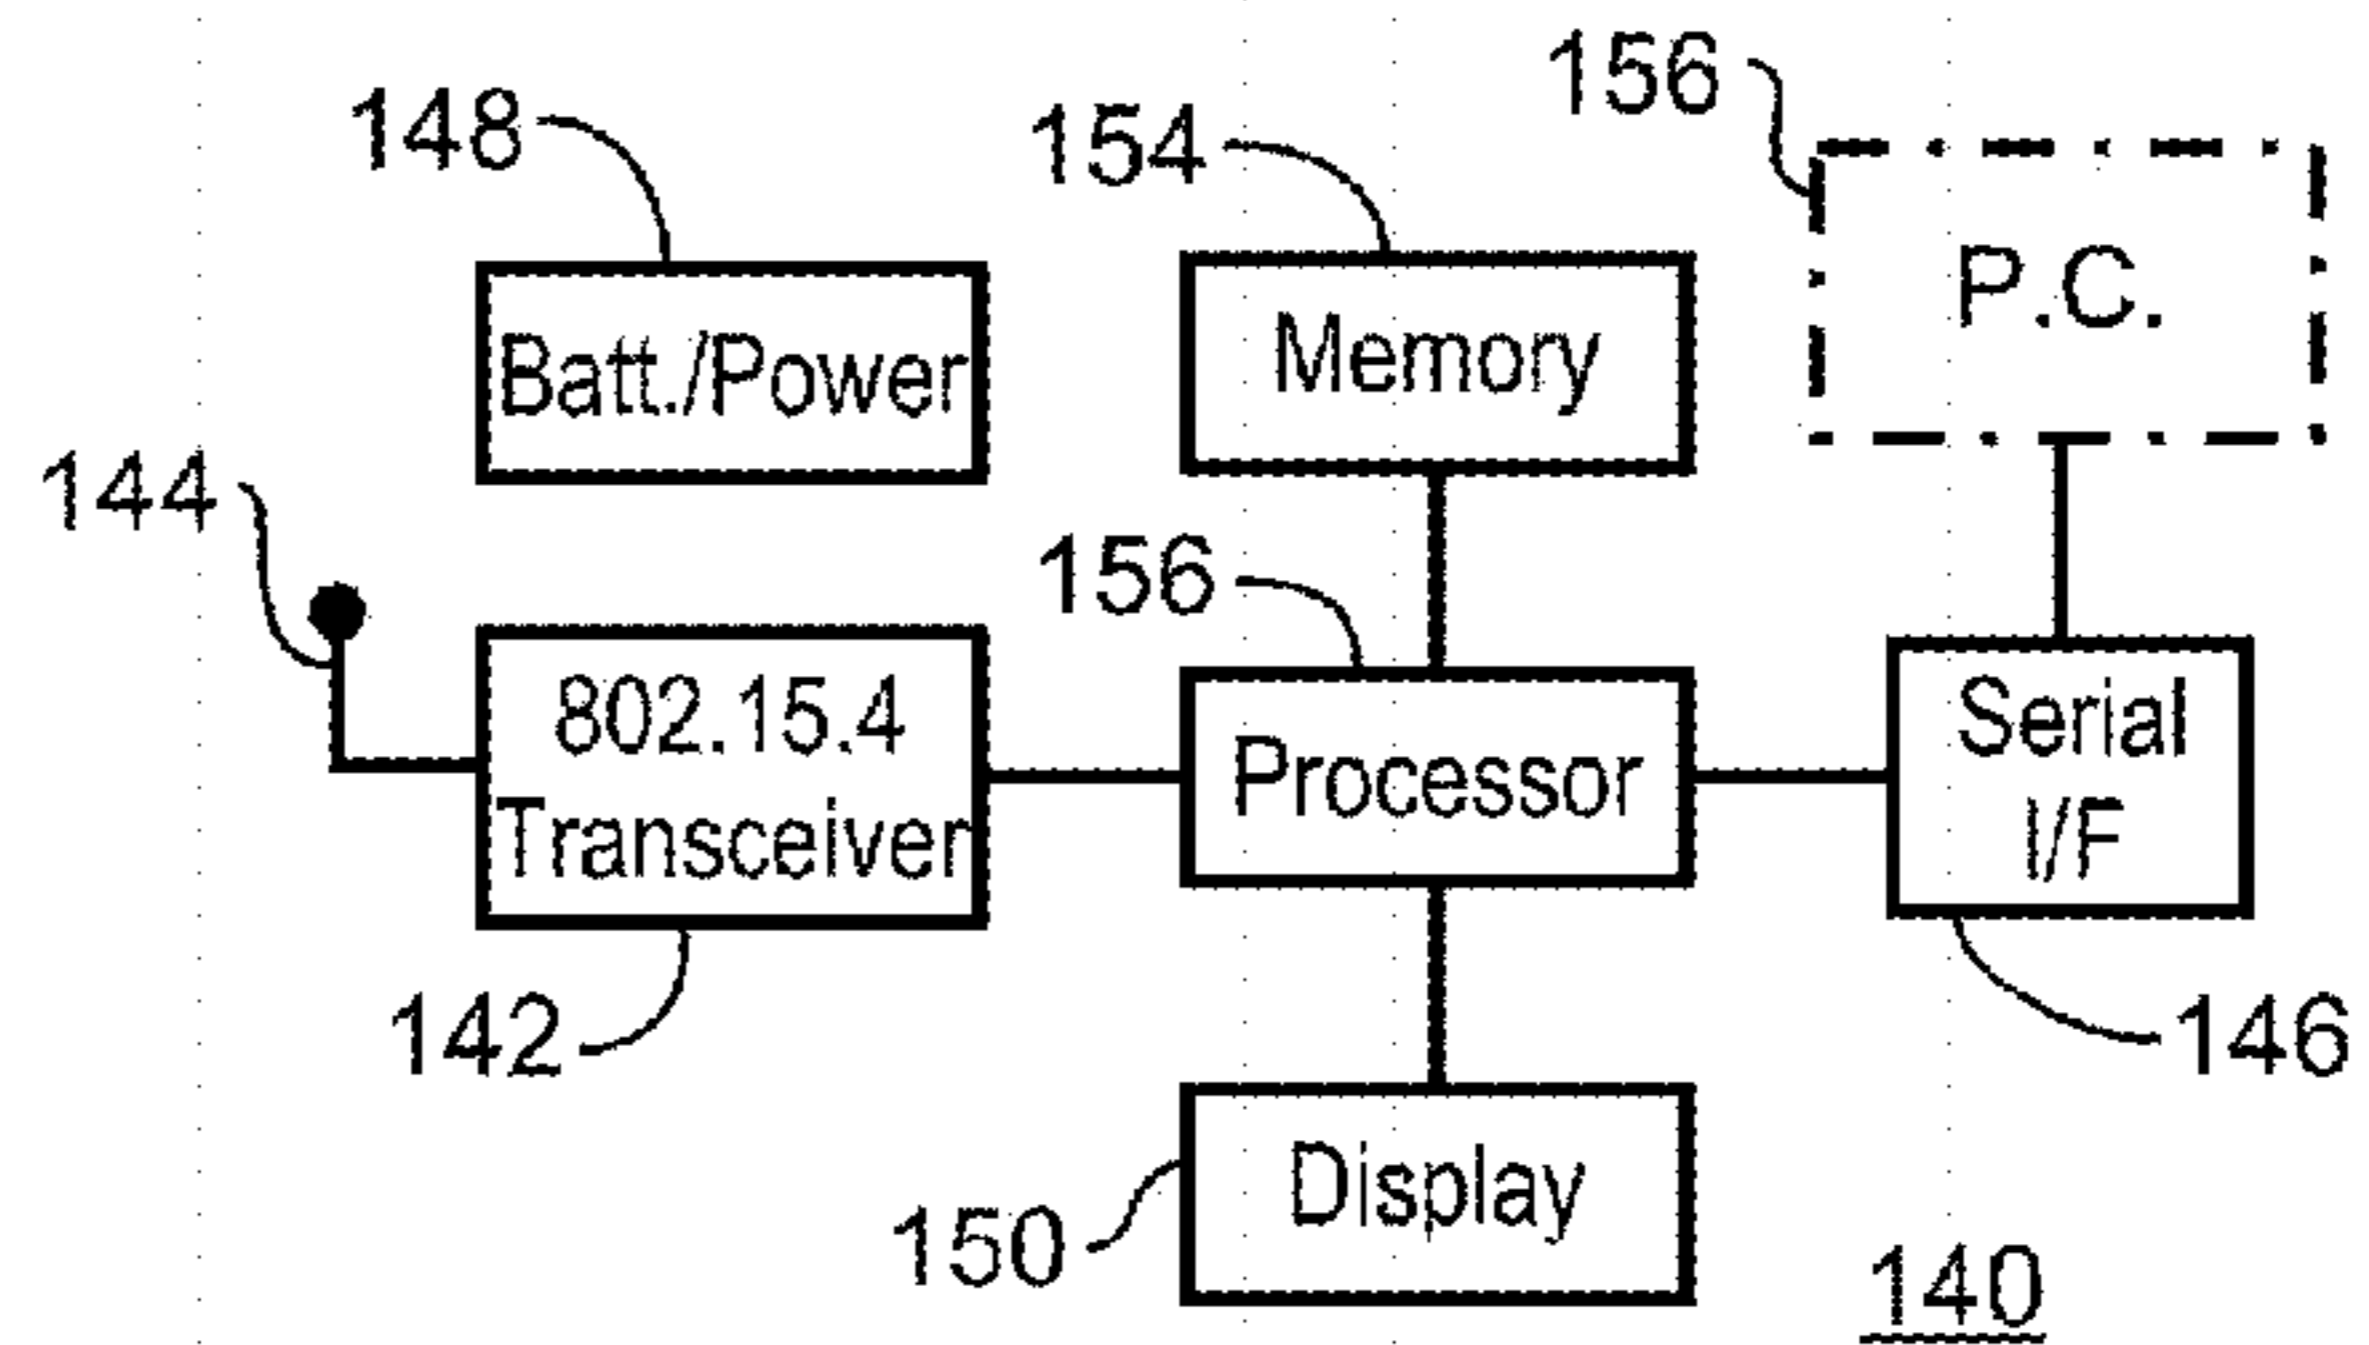 156
148
154
P.C.
Memory
Batt./Power
144
156
802.15.4
Transceiver
Processor
Serial
I/F
142
146
Display
150
140